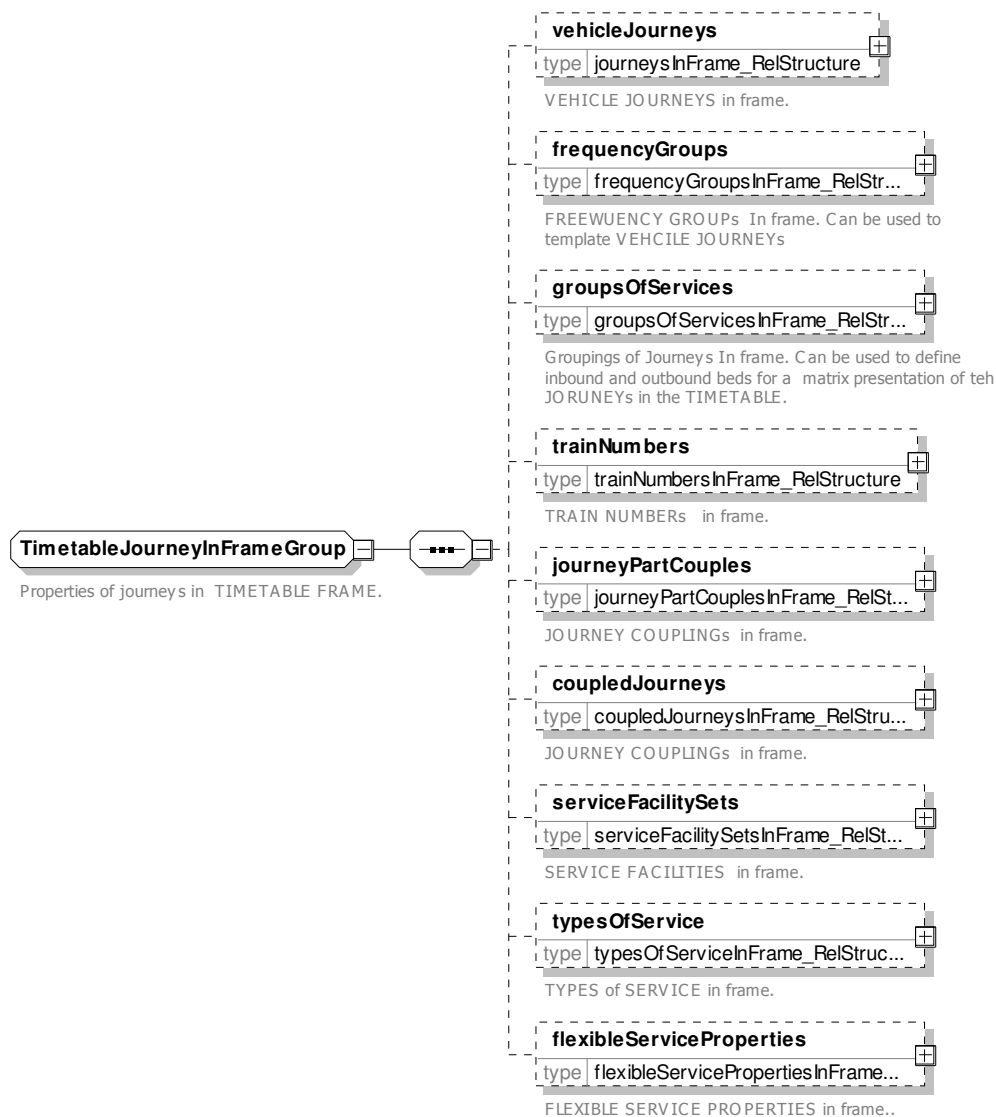 vehicleJourneys
type journeysInFrame_RelStructure
VEHICLE JOURNEYS in frame.
frequencyGroups
type frequencyGroupsInFrame_RelStr...
FREEWUENCY GROUPs In frame. Can be used to
template VEHCILE JOURNEYs
groupsOfServices
type groupsOfServicesInFrame_RelStr...
Groupings of Journeys In frame. Can be used to define
inbound and outbound beds for a matrix presentation of teh
JORUNEYs in the TIMETABLE.
trainNumbers
type trainNumbersInFrame_RelStructure
TRAIN NUMBERs in frame.
TimetableJourneyInFrameGroup
Properties of journeys in TIMETABLE FRAME.
journeyPartCouples
type journeyPartCouplesInFrame_RelSt...
JOURNEY COUPLINGs in frame.
coupledJourneys
type coupledJourneysInFrame_RelStru...
JOURNEY COUPLINGs in frame.
serviceFacilitySets
type serviceFacilitySetsInFrame_RelSt...
SERVICE FACILITIES in frame.
typesOfService
type typesOfServiceInFrame_RelStruc...
TYPES of SERVICE in frame.
flexibleServiceProperties
type flexibleServicePropertiesInFrame...
FLEXIBLE SERVICE PROPERTIES in frame..